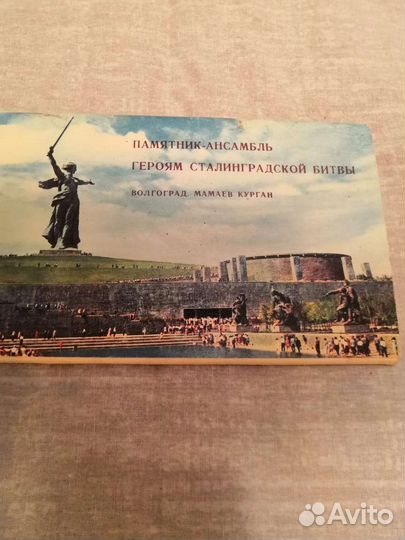 ПАМЯТНИК-АНСАМБЛЬ
ГЕРОЯМ СТАЛИНГРАДСКОЙ БИТВЫ
ВОЛГОГРАД. МАМАЕВ КУРГАН
Avito